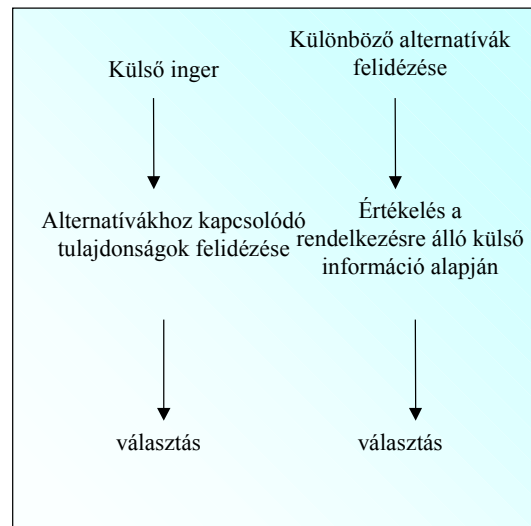 Külső inger
Alternatívákhoz kapcsolódó
tulajdonságok felidézése
választás
Különböző alternatívák
felidézése
Értékelés a
rendelkezésre álló külső
információ alapján
választás